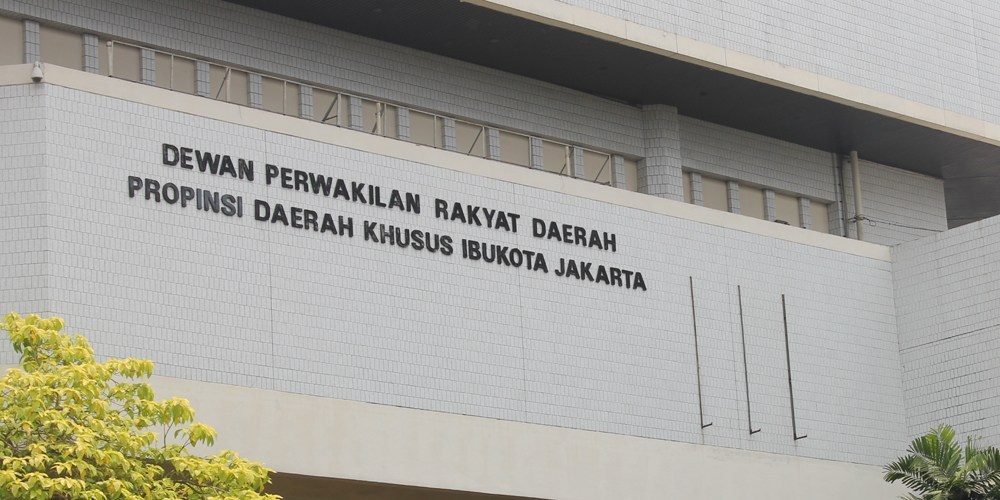 DEWAN PERWAKILAN RAKYAT DAERAH
PROPINSI DAERAH KHUSUS IBUKOTA JAKARTA